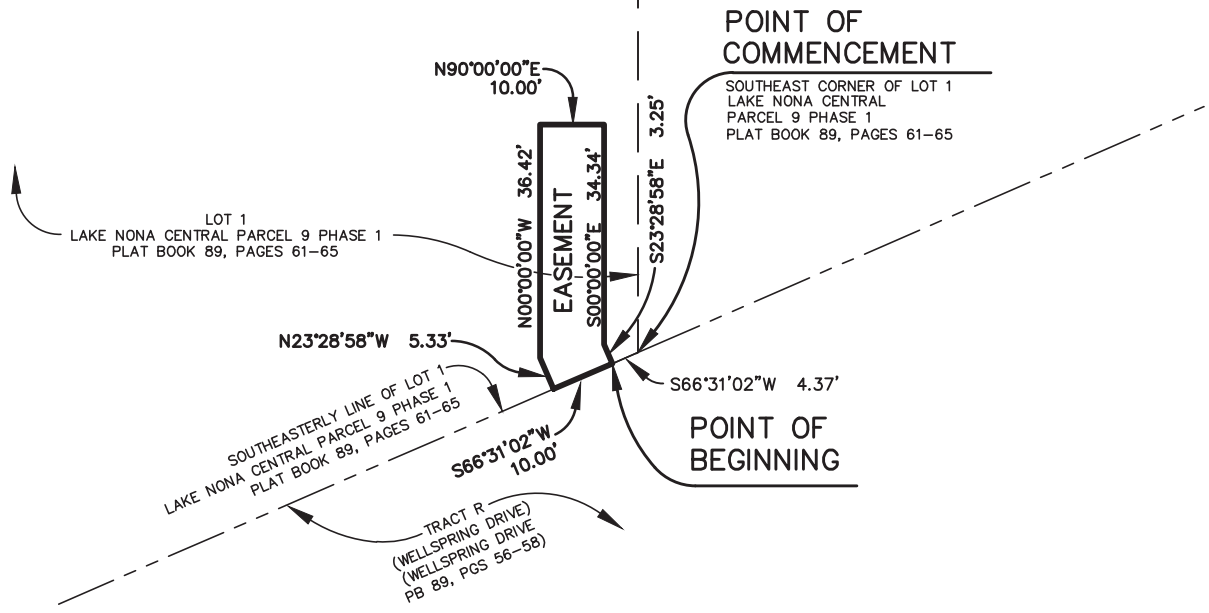 POINT OF
COMMENCEMENT
SOUTHEAST CORNER OF LOT 1
LAKE NONA CENTRAL
PARCEL 9 PHASE 1
PLAT BOOK 89, PAGES 61-65
N90°00'00"E
10.00'
N00°00'00"W 36.42'
EASEMENT
S00°00'00"E 34.34'
S23°28'58"E 3.25'
LOT 1
LAKE NONA CENTRAL PARCEL 9 PHASE 1
PLAT BOOK 89, PAGES 61-65
N23°28'58"W 5.33'
S66°31'02"W 4.37'
SOUTHEASTERLY LINE OF LOT 1
LAKE NONA CENTRAL PARCEL 9 PHASE 1
PLAT BOOK 89, PAGES 61-65
S66°31'02"W
10.00'
POINT OF
BEGINNING
TRACT R
(WELLSPRING DRIVE)
(WELLSPRING DRIVE
PB 89, PGS 56-58)